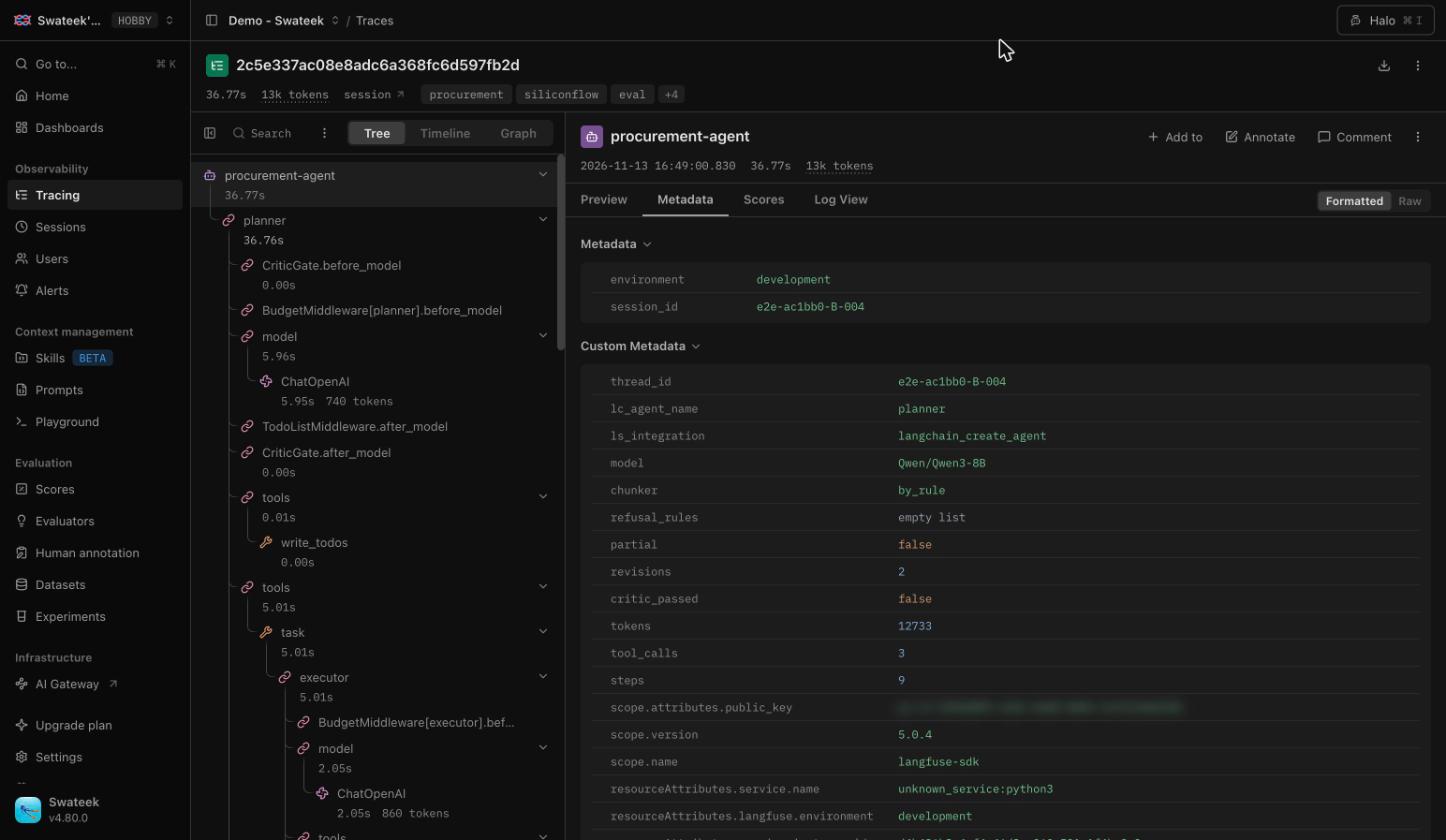 Swateek'... HOBBY
Demo - Swateek / Traces
Halo ⌘ I
Go to... ⌘ K
Home
Dashboards
Observability
Tracing
Sessions
Users
Alerts
Context management
Skills BETA
Prompts
Playground
Evaluation
Scores
Evaluators
Human annotation
Datasets
Experiments
Infrastructure
AI Gateway ↗
Upgrade plan
Settings
Swateek
v4.80.0
2c5e337ac08e8adc6a368fc6d597fb2d
36.77s 13k tokens session ↗ procurement siliconflow eval +4
Search Tree Timeline Graph
procurement-agent
36.77s
planner
36.76s
CriticGate.before_model
0.00s
BudgetMiddleware[planner].before_model
model
5.96s
ChatOpenAI
5.95s 740 tokens
TodoListMiddleware.after_model
CriticGate.after_model
0.00s
tools
0.01s
write_todos
0.00s
tools
5.01s
task
5.01s
executor
5.01s
BudgetMiddleware[executor].bef...
model
2.05s
ChatOpenAI
2.05s 860 tokens
tools
procurement-agent
+ Add to Annotate Comment
2026-11-13 16:49:00.830 36.77s 13k tokens
Preview Metadata Scores Log View Formatted Raw
Metadata
environment development
session_id e2e-ac1bb0-B-004
Custom Metadata
thread_id e2e-ac1bb0-B-004
lc_agent_name planner
ls_integration langchain_create_agent
model Qwen/Qwen3-8B
chunker by_rule
refusal_rules empty list
partial false
revisions 2
critic_passed false
tokens 12733
tool_calls 3
steps 9
scope.attributes.public_key
scope.version 5.0.4
scope.name langfuse-sdk
resourceAttributes.service.name unknown_service:python3
resourceAttributes.langfuse.environment development